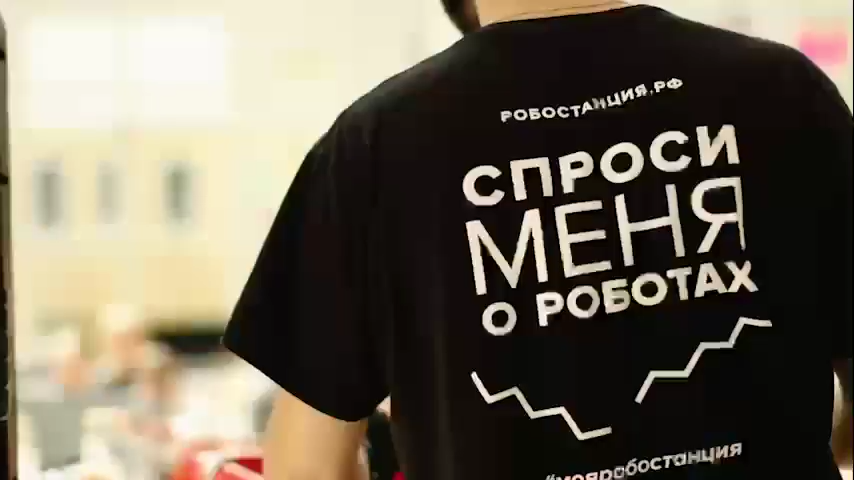 РОБОСТАНЦИЯ.РФ
СПРОСИ
МЕНЯ
О РОБОТАХ
#мояробостанция